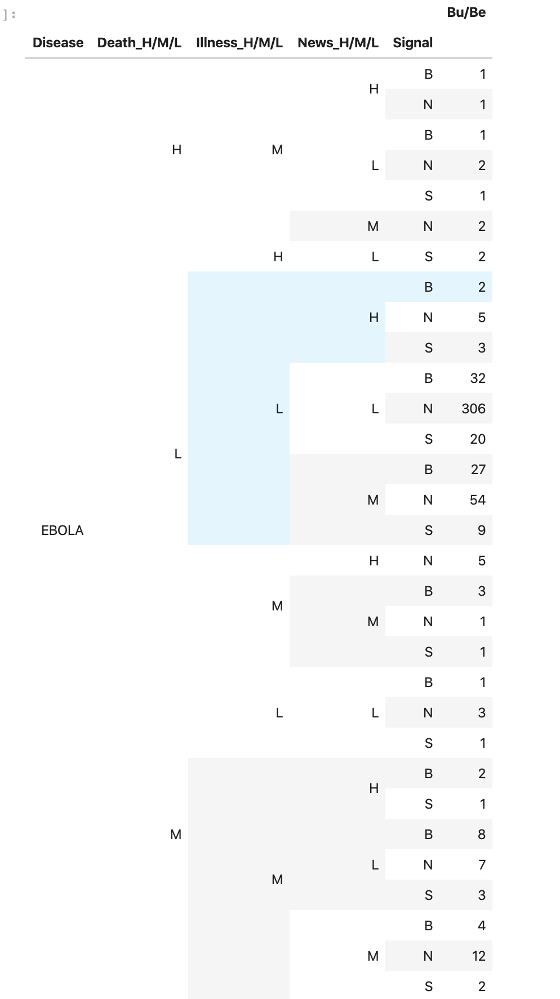 ]:
Bu/Be
Disease Death_H/M/L Illness_H/M/L News_H/M/L Signal
B 1
H
N 1
B 1
H M
L N 2
S 1
M N 2
H L S 2
B 2
H N 5
S 3
B 32
L L N 306
S 20
L
B 27
M N 54
EBOLA S 9
H N 5
B 3
M
M N 1
S 1
B 1
L L N 3
S 1
B 2
H
S 1
M B 8
L N 7
M
S 3
B 4
M N 12
S 2